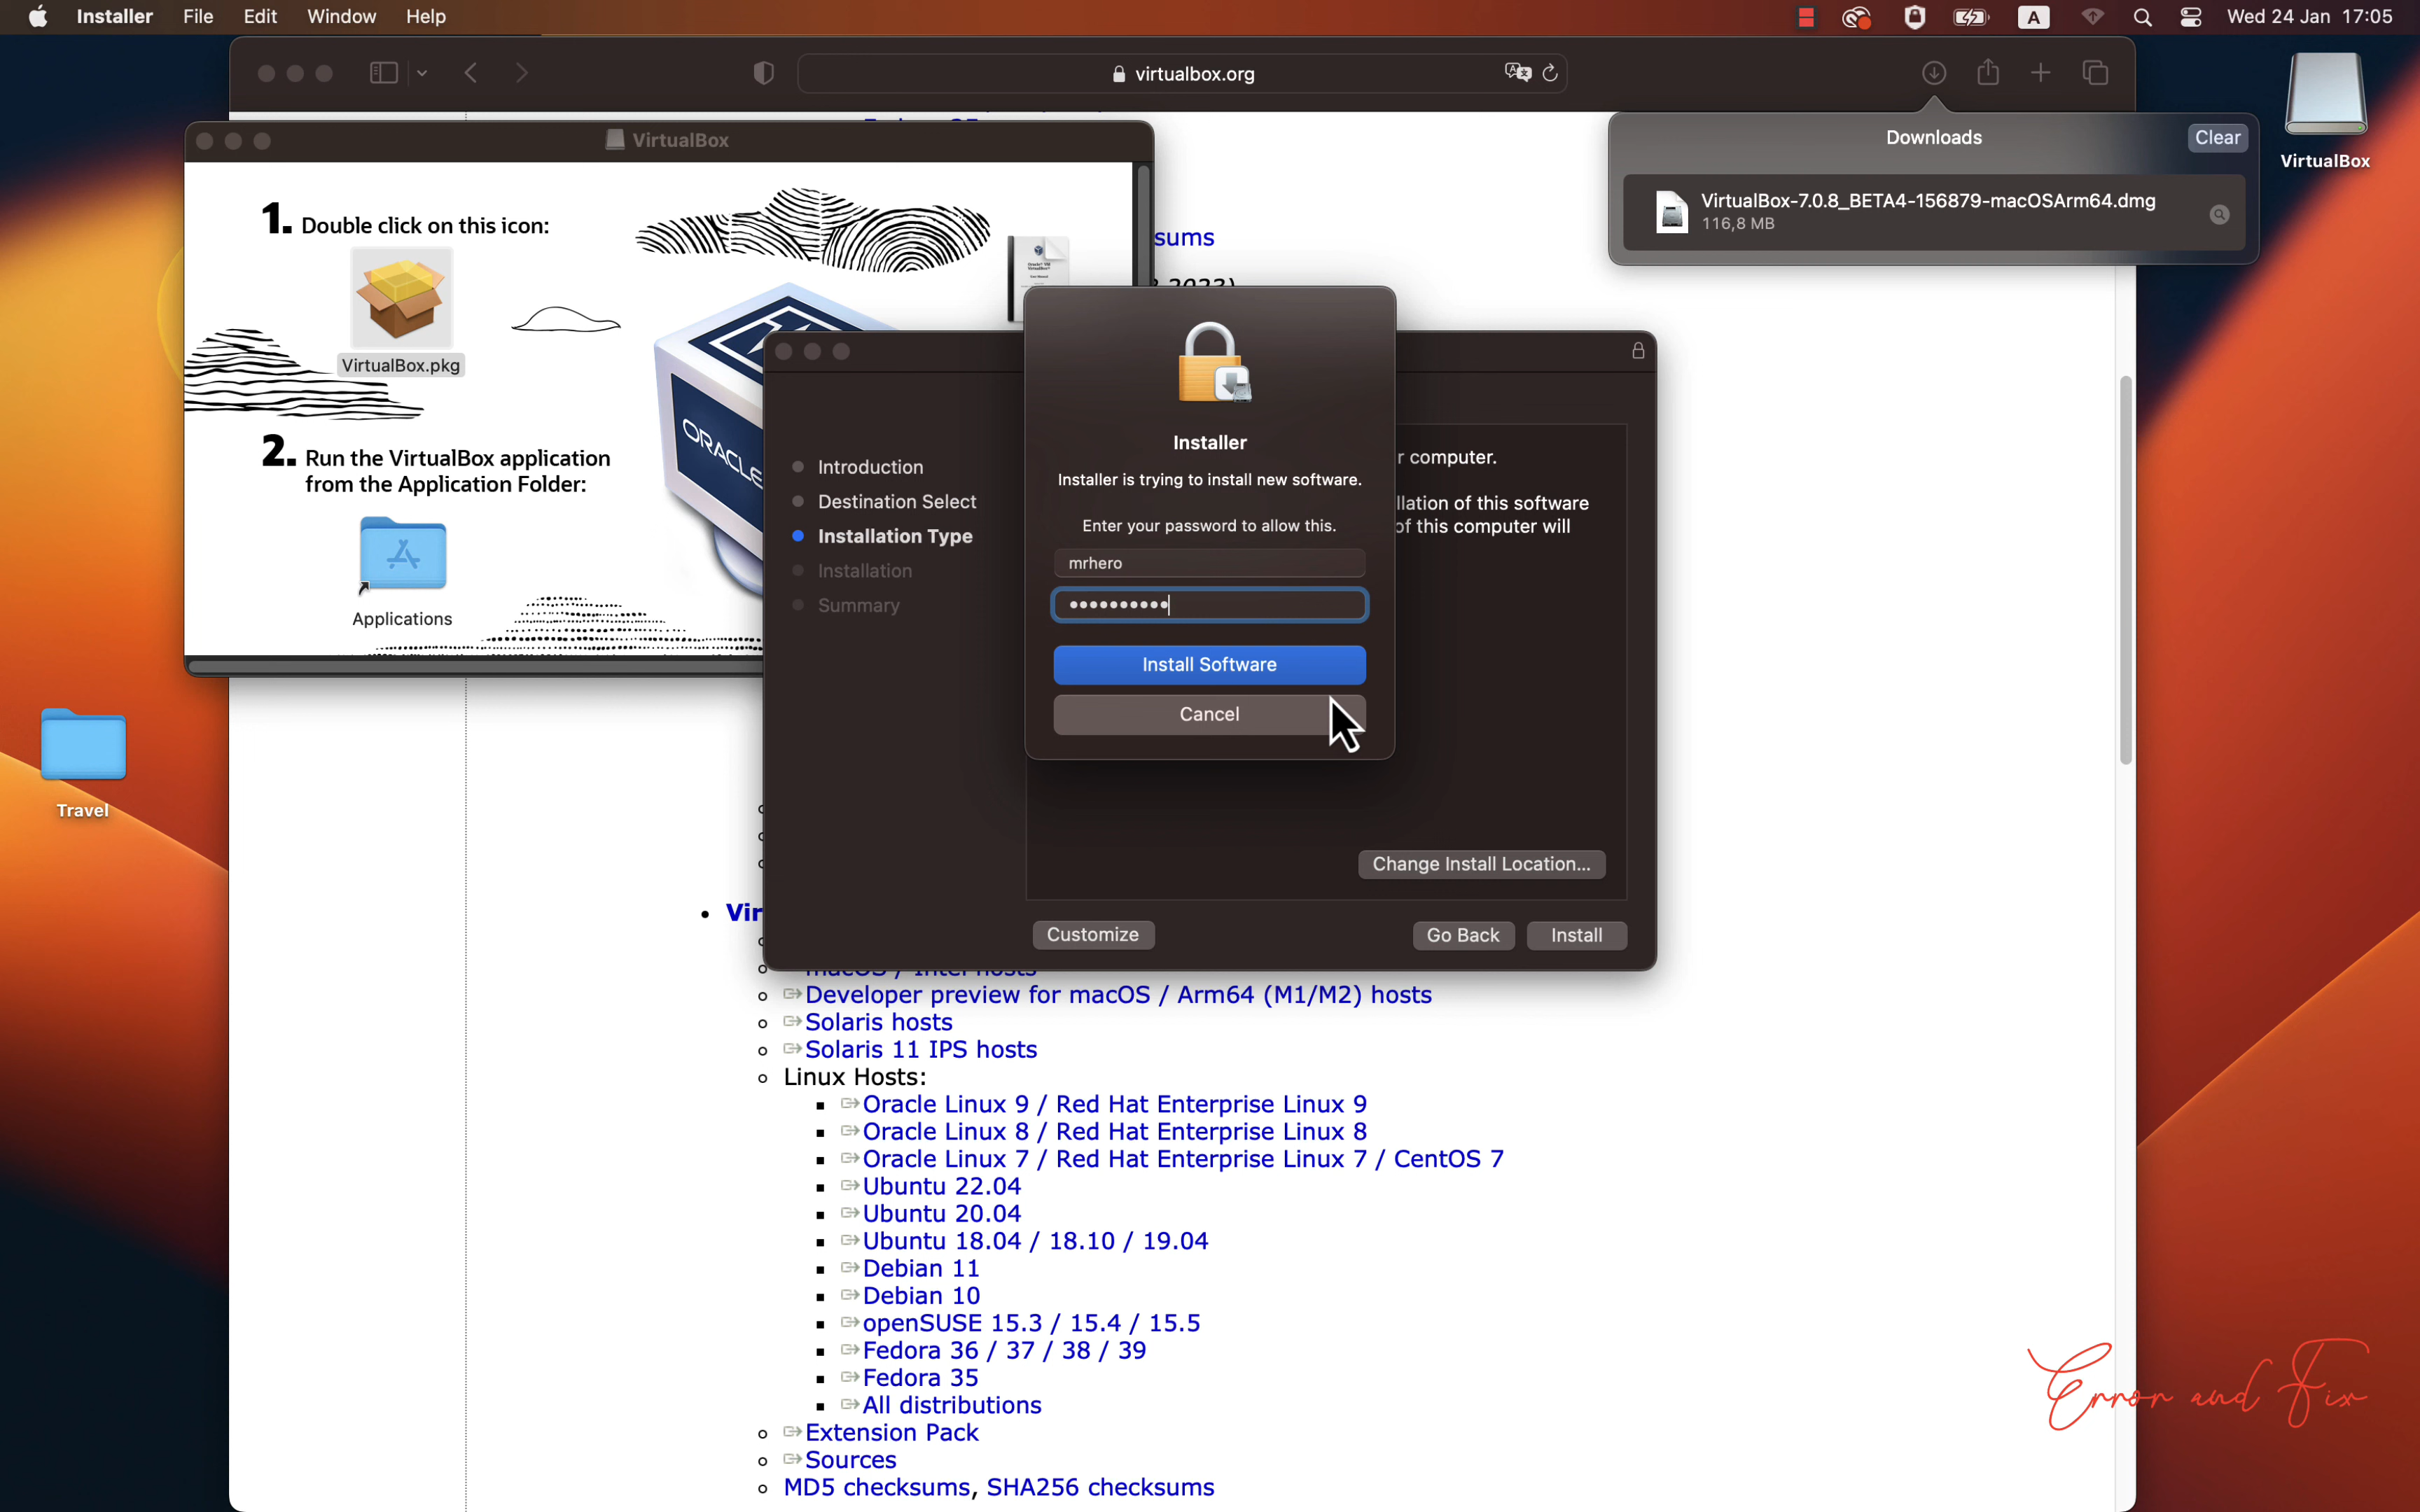 Installer File Edit Window Help
A Wed 24 Jan 17:05
virtualbox.org
Downloads Clear
VirtualBox-7.0.8_BETA4-156879-macOSArm64.dmg
116,8 MB
VirtualBox
VirtualBox
1. Double click on this icon:
VirtualBox.pkg
2. Run the VirtualBox application
from the Application Folder:
Applications
ORACLE
Travel
sums
Introduction
Destination Select
Installation Type
Installation
Summary
r computer.
llation of this software
of this computer will
Installer
Installer is trying to install new software.
Enter your password to allow this.
mrhero
••••••••••
Install Software
Cancel
Change Install Location...
Customize Go Back Install
Vir
macOS / Intel hosts
Developer preview for macOS / Arm64 (M1/M2) hosts
Solaris hosts
Solaris 11 IPS hosts
Linux Hosts:
Oracle Linux 9 / Red Hat Enterprise Linux 9
Oracle Linux 8 / Red Hat Enterprise Linux 8
Oracle Linux 7 / Red Hat Enterprise Linux 7 / CentOS 7
Ubuntu 22.04
Ubuntu 20.04
Ubuntu 18.04 / 18.10 / 19.04
Debian 11
Debian 10
openSUSE 15.3 / 15.4 / 15.5
Fedora 36 / 37 / 38 / 39
Fedora 35
All distributions
Extension Pack
Sources
MD5 checksums, SHA256 checksums
Error and Fix